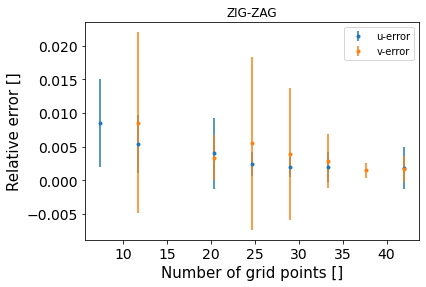 ZIG-ZAG
u-error
v-error
0.020
0.015
0.010
0.005
0.000
−0.005
Relative error []
10 15 20 25 30 35 40
Number of grid points []